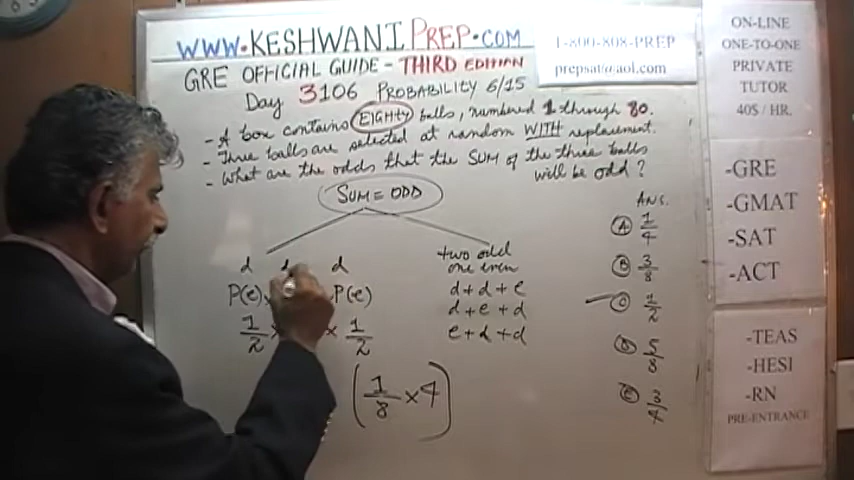 WWW.KESHWANIPREP.COM
GRE OFFICIAL GUIDE - THIRD EDITION
Day 3106 PROBABILITY 6/15
1-800-808-PREP
prepsat@aol.com
- A box contains EIGHTY balls, numbered 1 through 80.
- Three balls are selected at random WITH replacement.
- What are the odds that the SUM of the three balls
will be odd?
SUM = ODD
d d d
P(e) × P(e)
1/2 × × 1/2
(1/8 × 4)
two odd
one even
d + d + e
d + e + d
e + d + d
ANS.
A 1/4
B 3/8
C 1/2
D 5/8
E 3/4
ON-LINE
ONE-TO-ONE
PRIVATE
TUTOR
40$ / HR.
-GRE
-GMAT
-SAT
-ACT
-TEAS
-HESI
-RN
PRE-ENTRANCE